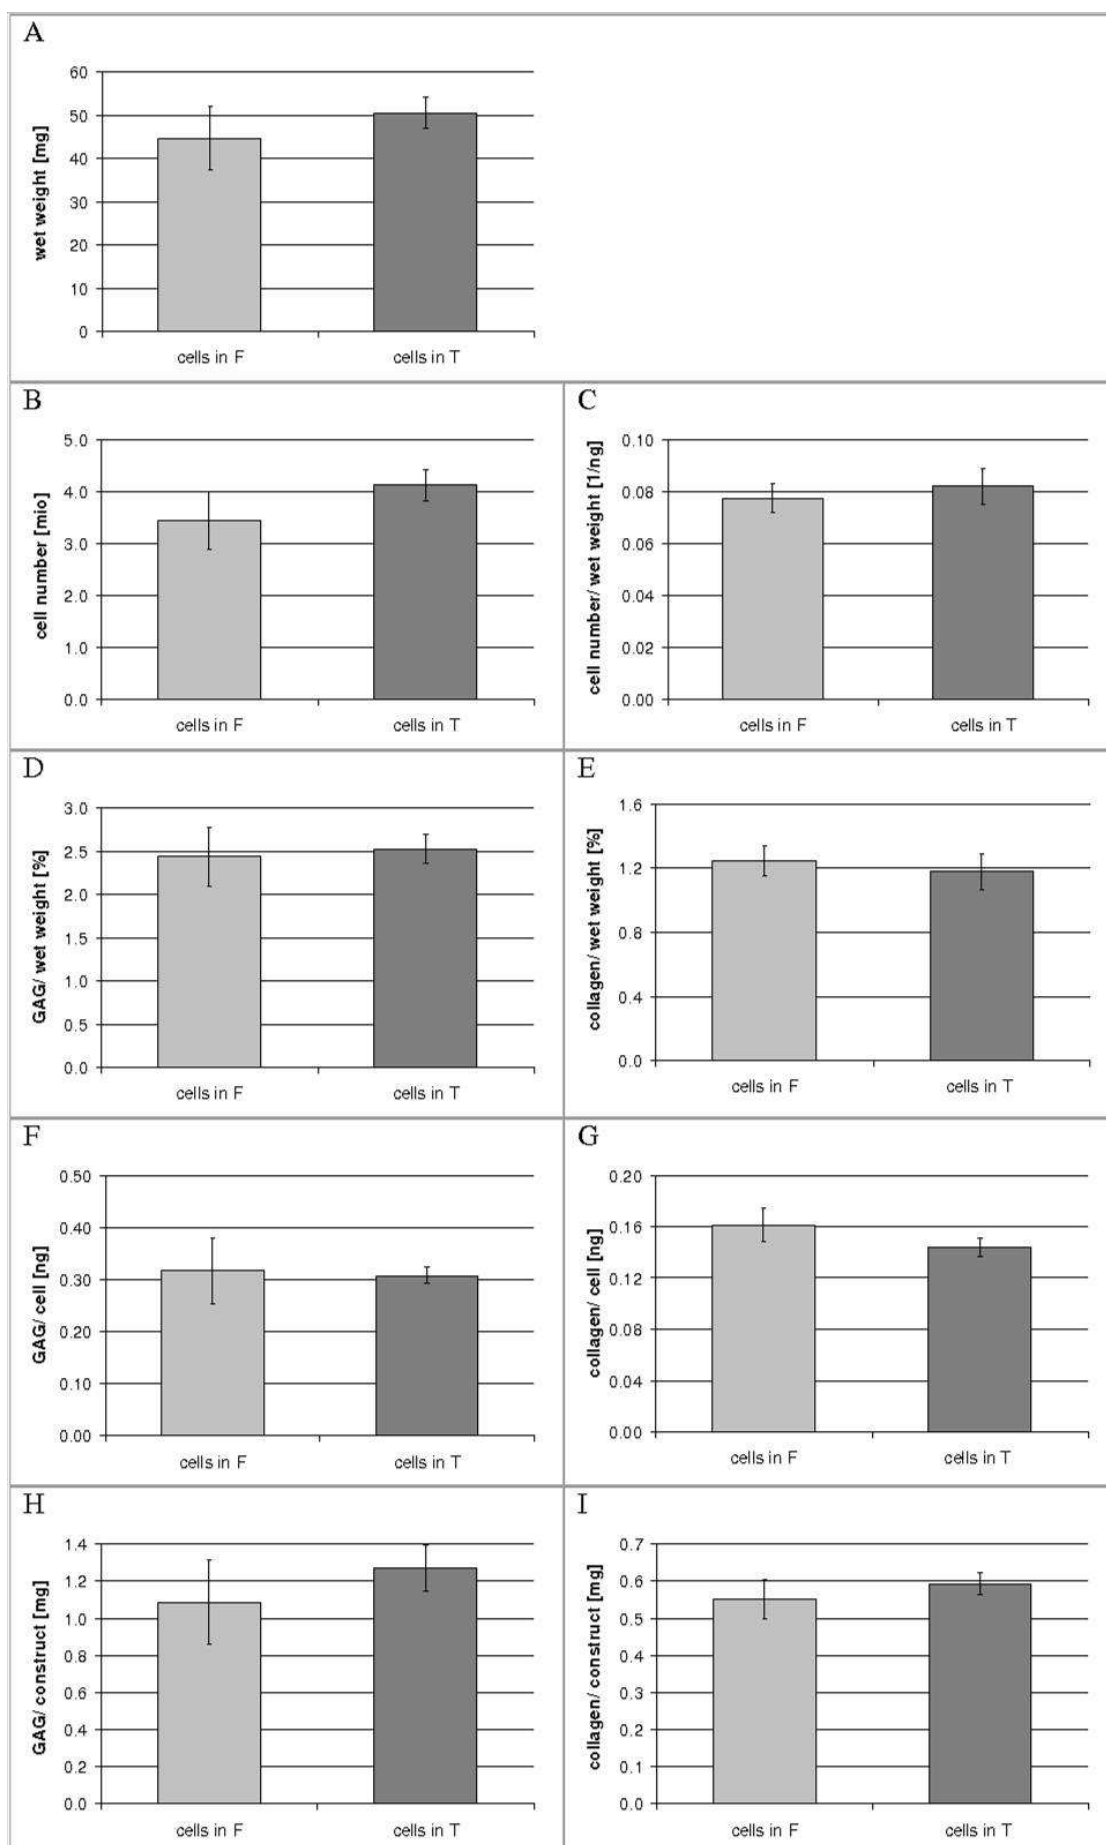 A
60
50
40
30
20
10
0
wet weight [mg]
cells in F
cells in T
B
5.0
4.0
3.0
2.0
1.0
0.0
cell number [mio]
cells in F
cells in T
C
0.10
0.08
0.06
0.04
0.02
0.00
cell number/ wet weight [1/ng]
cells in F
cells in T
D
3.0
2.5
2.0
1.5
1.0
0.5
0.0
GAG/ wet weight [%]
cells in F
cells in T
E
1.6
1.2
0.8
0.4
0.0
collagen/ wet weight [%]
cells in F
cells in T
F
0.50
0.40
0.30
0.20
0.10
0.00
GAG/ cell [ng]
cells in F
cells in T
G
0.20
0.16
0.12
0.08
0.04
0.00
collagen/ cell [ng]
cells in F
cells in T
H
1.4
1.2
1.0
0.8
0.6
0.4
0.2
0.0
GAG/ construct [mg]
cells in F
cells in T
I
0.7
0.6
0.5
0.4
0.3
0.2
0.1
0.0
collagen/ construct [mg]
cells in F
cells in T